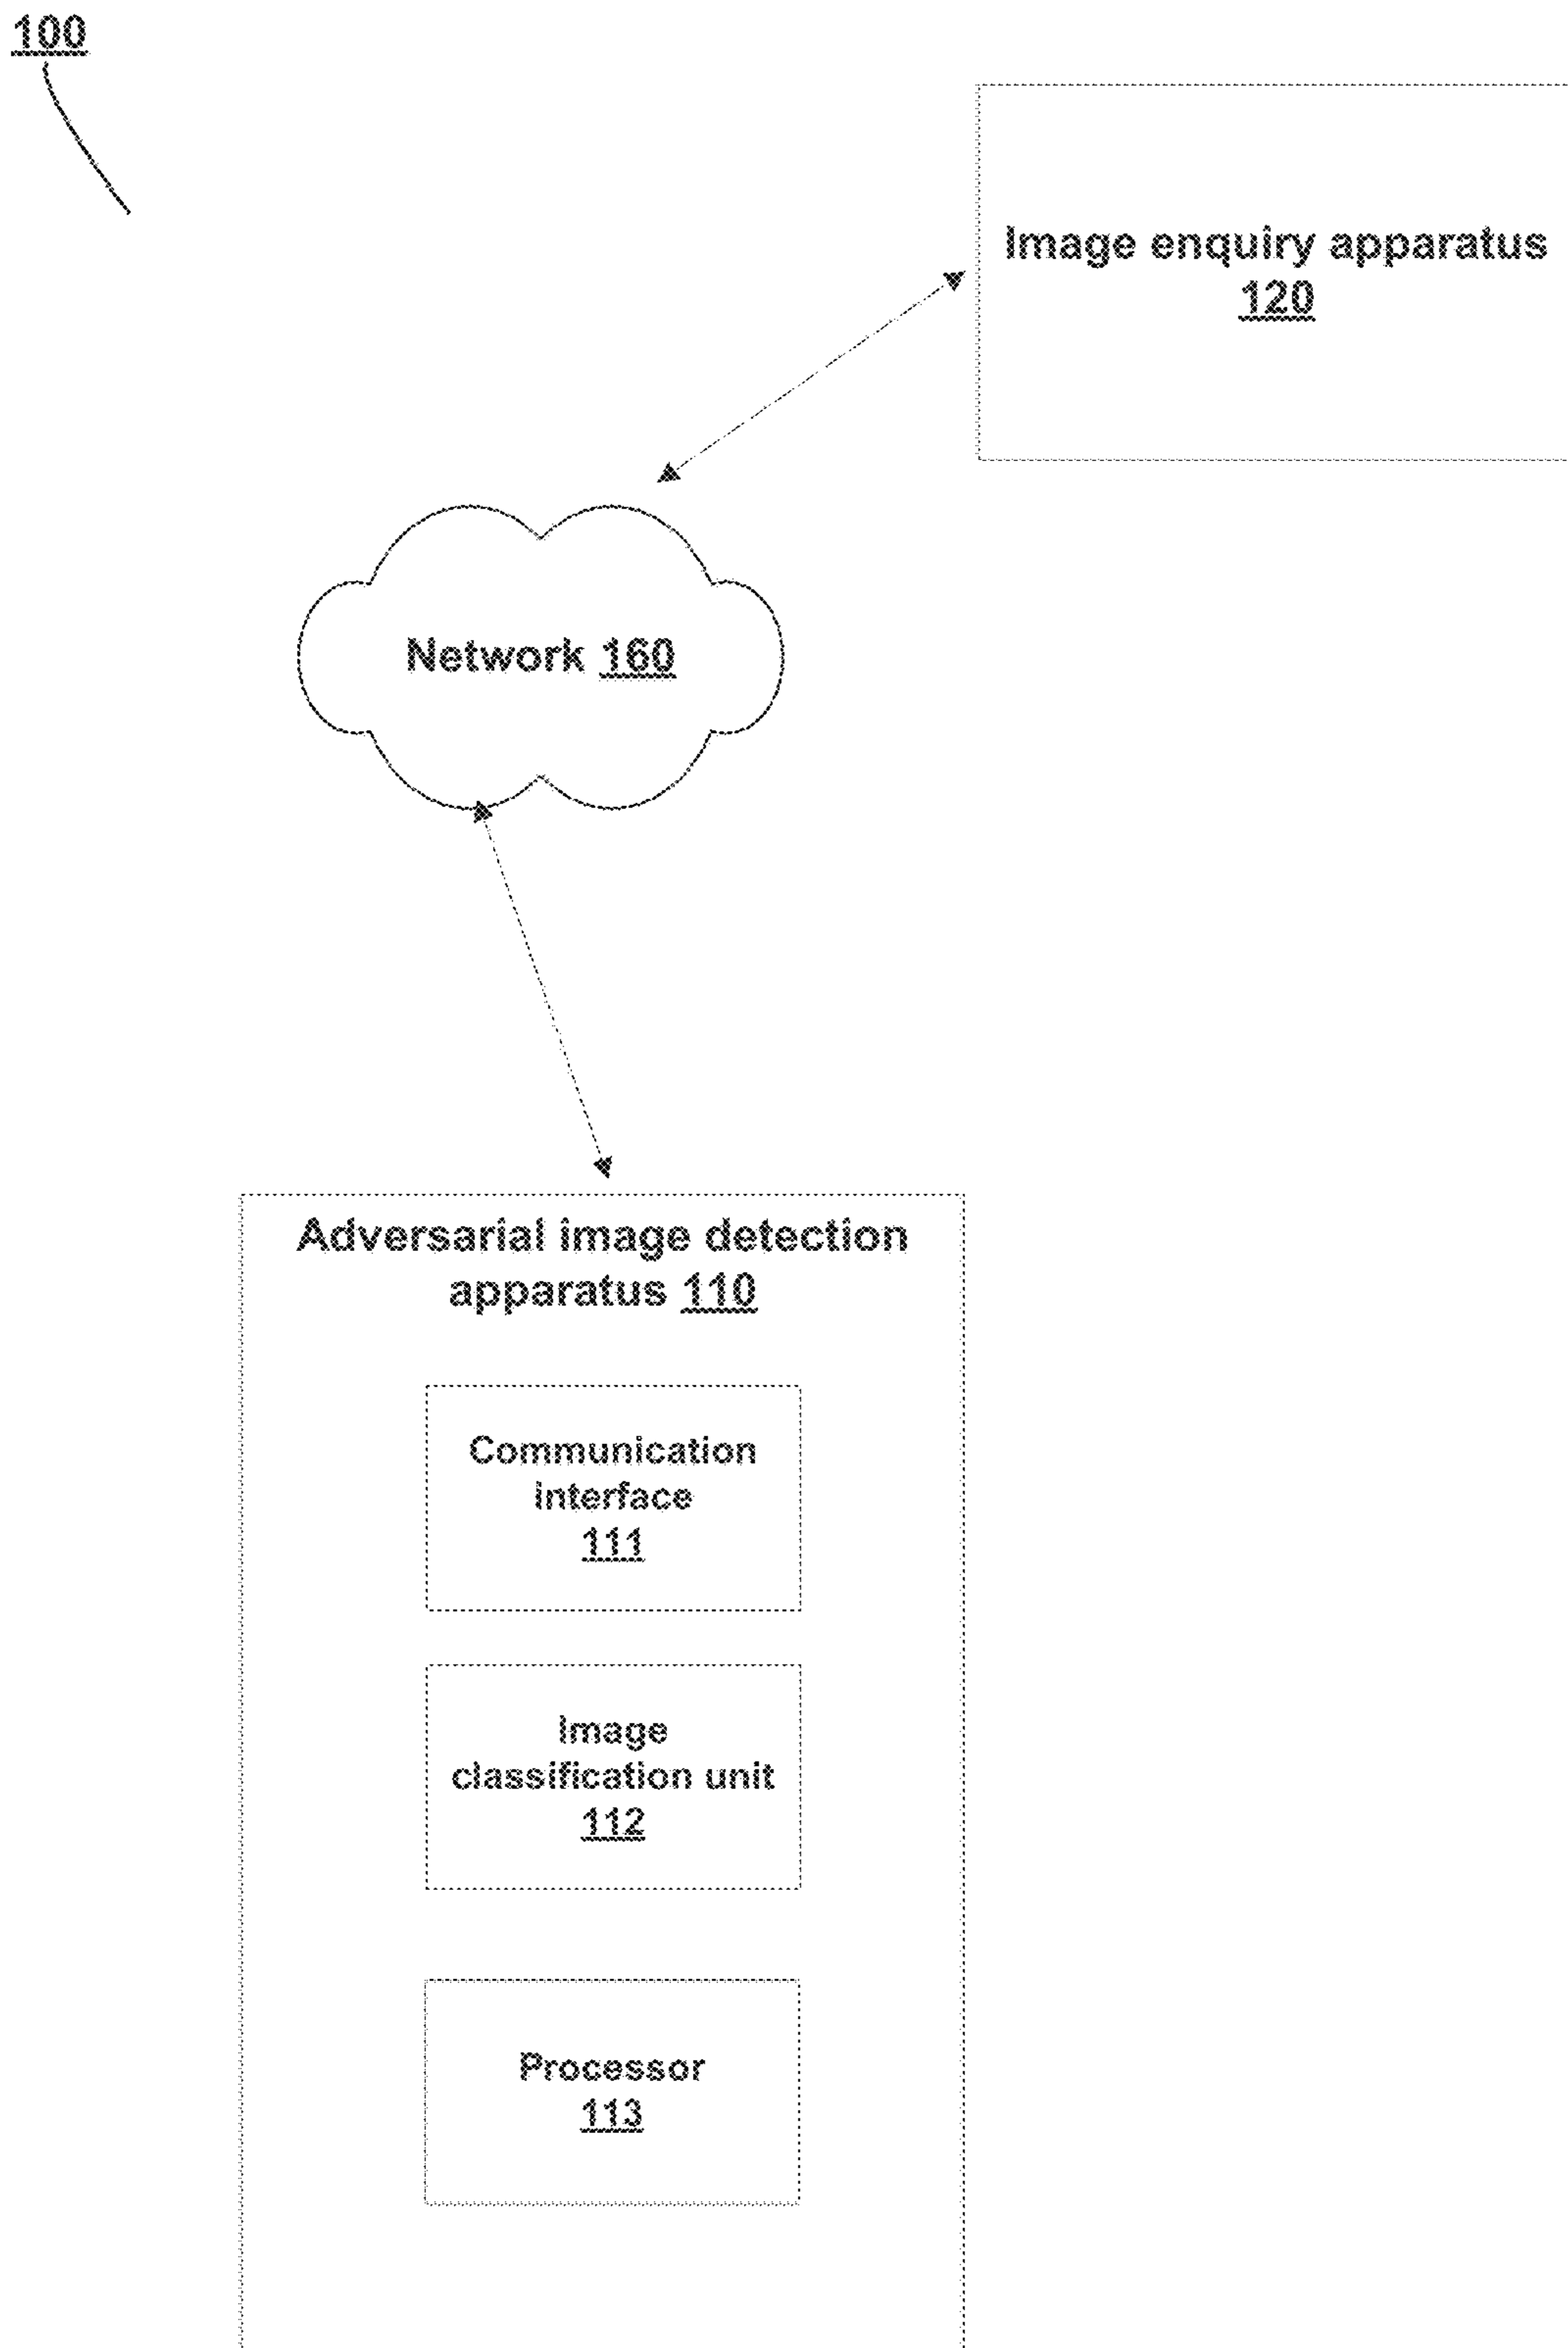 100
Image enquiry apparatus
120
Network 160
Adversarial image detection
apparatus 110
Communication
interface
111
Image
classification unit
112
Processor
113